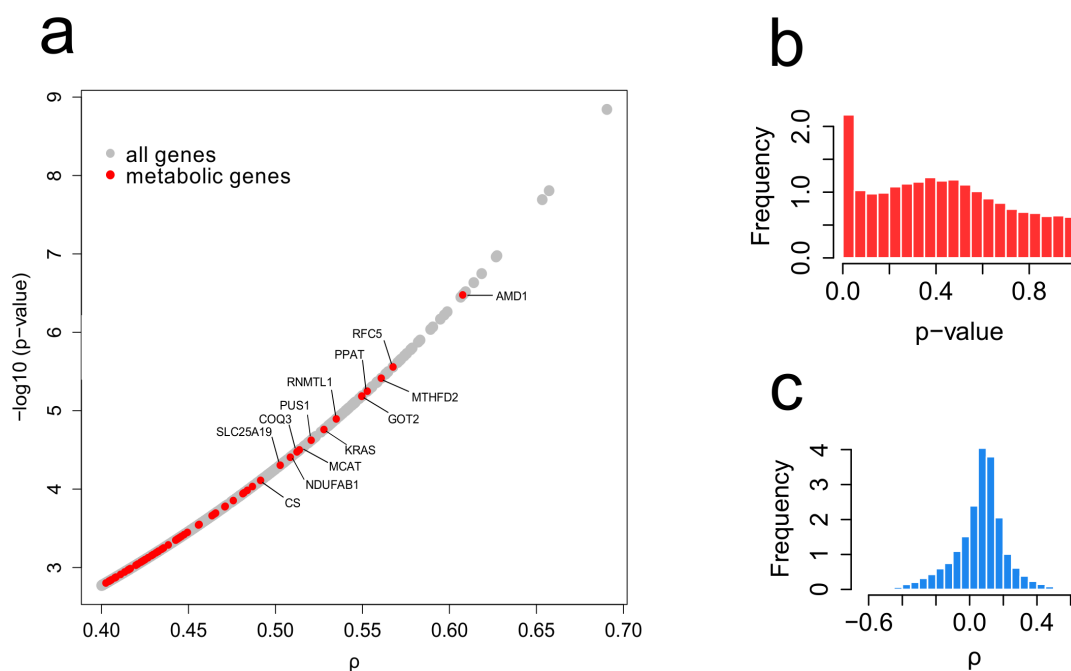 a
9
8
7
6
5
4
3
−log10 (p−value)
all genes
metabolic genes
AMD1
RFC5
PPAT
MTHFD2
RNMTL1
GOT2
PUS1
COQ3
KRAS
SLC25A19
MCAT
NDUFAB1
CS
0.40 0.45 0.50 0.55 0.60 0.65 0.70
ρ
b
2.0
1.0
0.0
Frequency
0.0 0.4 0.8
p−value
c
4
3
2
1
0
Frequency
−0.6 0.0 0.4
ρ